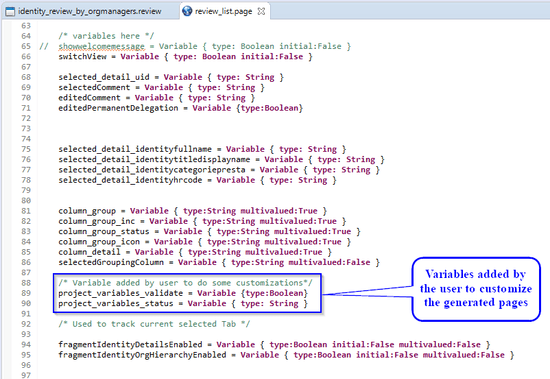 identity_review_by_orgmanagers.review
review_list.page
63
64 /* variables here */
65 // showwelcomemessage = Variable { type: Boolean initial:False }
66 switchView = Variable { type: Boolean initial:False }
67
68 selected_detail_uid = Variable { type: String }
69 selectedComment = Variable { type: String }
70 editedComment = Variable { type: String }
71 editedPermanentDelegation = Variable {type:Boolean}
72
73
74
75 selected_detail_identityfullname = Variable { type: String }
76 selected_detail_identitytitledisplayname = Variable { type: String }
77 selected_detail_identitycategoriepresta = Variable { type: String }
78 selected_detail_identityhrcode = Variable { type: String }
79
80
81 column_group = Variable { type:String multivalued:True }
82 column_group_inc = Variable { type:String multivalued:True }
83 column_group_status = Variable { type:String multivalued:True }
84 column_group_icon = Variable { type:String multivalued:True }
85 column_detail = Variable { type:String multivalued:True }
86 selectedGroupingColumn = Variable { type:String multivalued:False }
87
88 /* Variable added by user to do some customizations*/
89 project_variables_validate = Variable {type:Boolean}
90 project_variables_status = Variable { type: String }
91
92 /* Used to track current selected Tab */
93
94 fragmentIdentityDetailsEnabled = Variable { type:Boolean initial:False multivalued:False }
95 fragmentIdentityOrgHierarchyEnabled = Variable { type:Boolean initial:False multivalued:False }
96
97
Variables added by
the user to customize
the generated pages